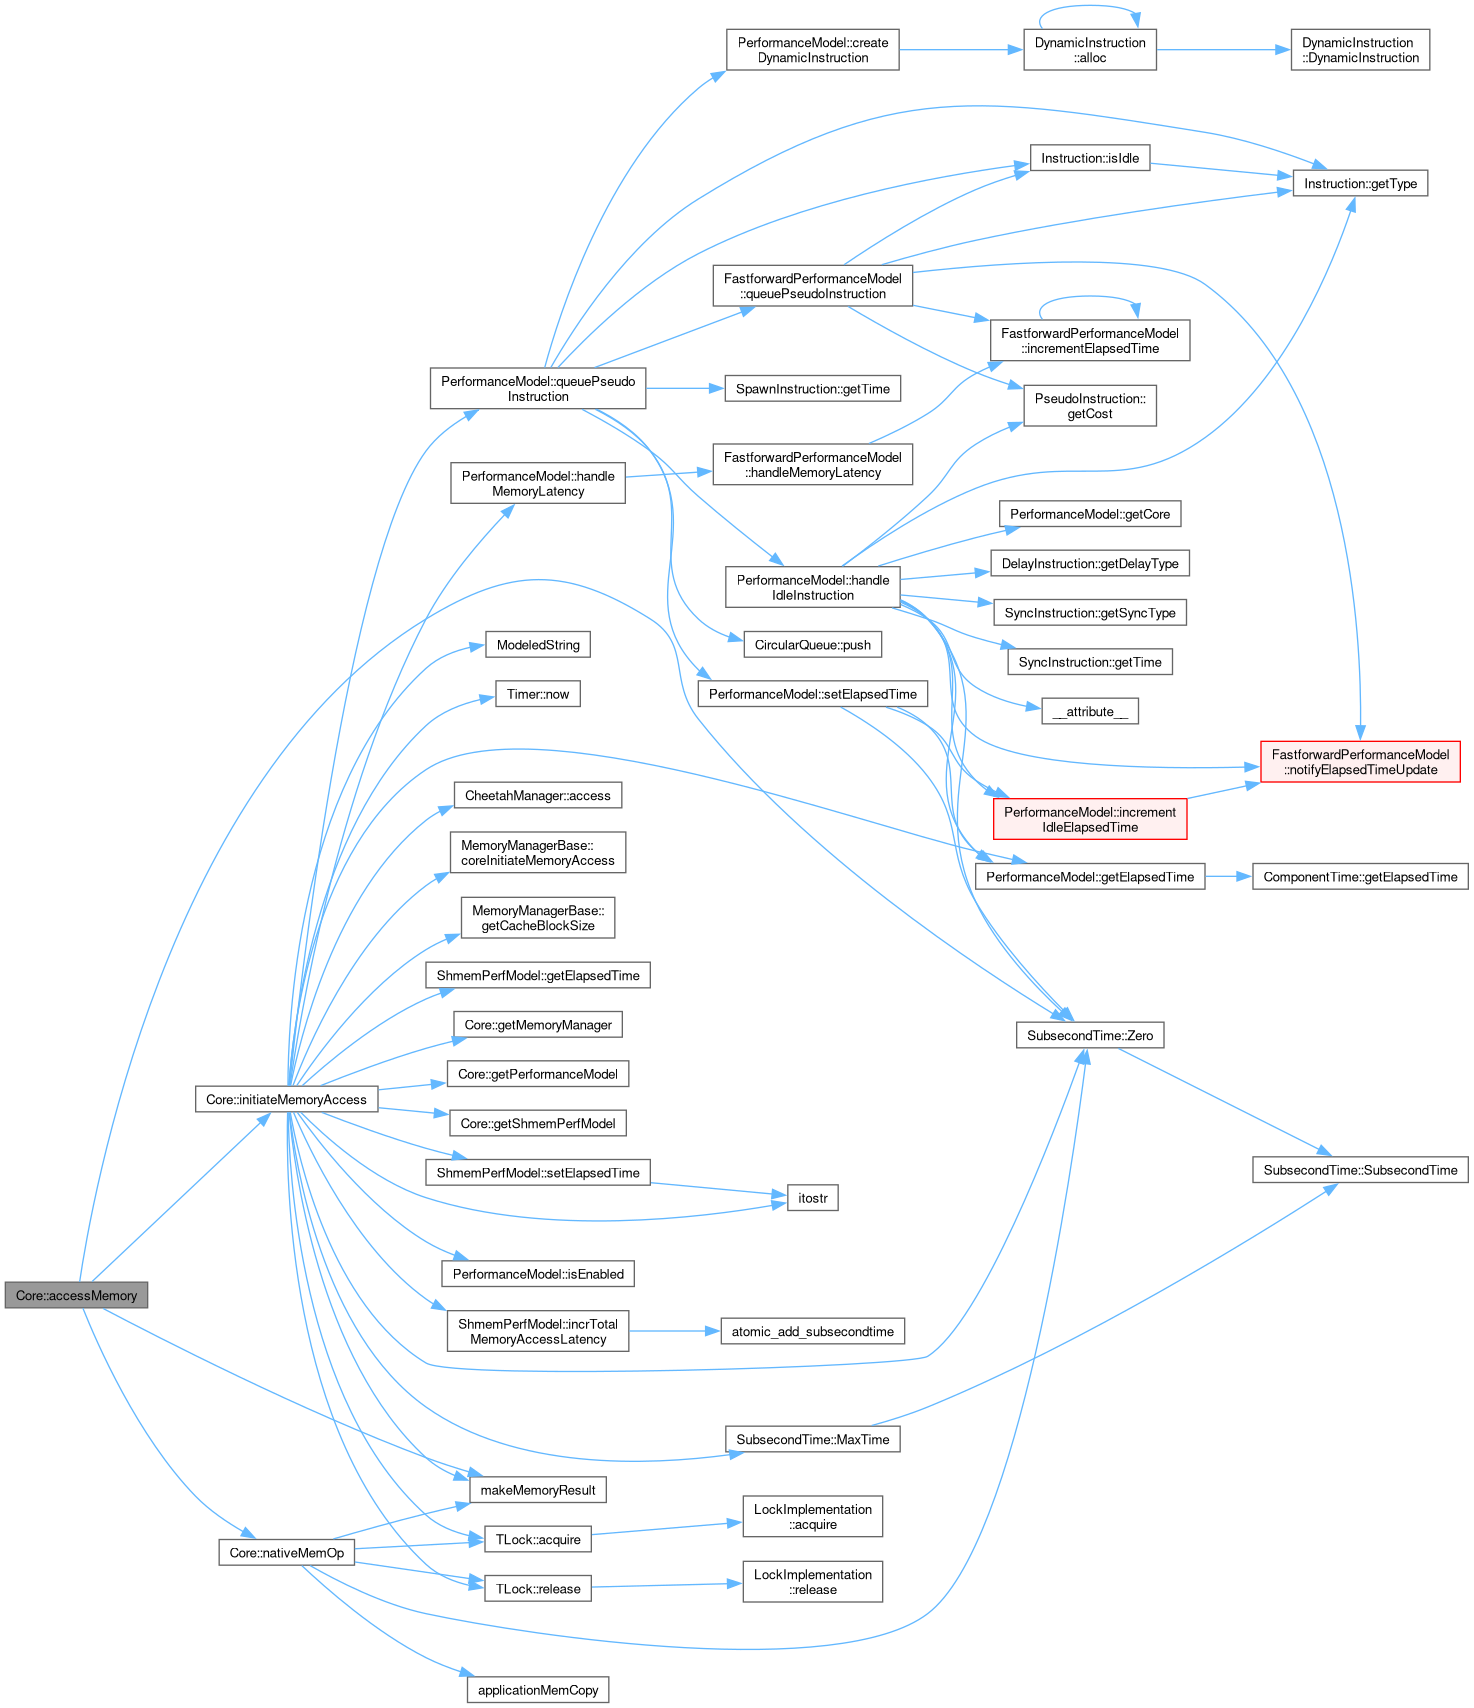 PerformanceModel::create
DynamicInstruction
DynamicInstruction
::alloc
DynamicInstruction
::DynamicInstruction
Instruction::isIdle
Instruction::getType
FastforwardPerformanceModel
::queuePseudoInstruction
FastforwardPerformanceModel
::incrementElapsedTime
PerformanceModel::queuePseudo
Instruction
SpawnInstruction::getTime
PseudoInstruction::
getCost
PerformanceModel::handle
MemoryLatency
FastforwardPerformanceModel
::handleMemoryLatency
PerformanceModel::getCore
DelayInstruction::getDelayType
PerformanceModel::handle
IdleInstruction
SyncInstruction::getSyncType
ModeledString
CircularQueue::push
SyncInstruction::getTime
Timer::now
PerformanceModel::setElapsedTime
__attribute__
FastforwardPerformanceModel
::notifyElapsedTimeUpdate
CheetahManager::access
PerformanceModel::increment
IdleElapsedTime
MemoryManagerBase::
coreInitiateMemoryAccess
PerformanceModel::getElapsedTime
ComponentTime::getElapsedTime
MemoryManagerBase::
getCacheBlockSize
ShmemPerfModel::getElapsedTime
Core::getMemoryManager
SubsecondTime::Zero
Core::getPerformanceModel
Core::initiateMemoryAccess
Core::getShmemPerfModel
ShmemPerfModel::setElapsedTime
SubsecondTime::SubsecondTime
itostr
PerformanceModel::isEnabled
Core::accessMemory
ShmemPerfModel::incrTotal
MemoryAccessLatency
atomic_add_subsecondtime
SubsecondTime::MaxTime
makeMemoryResult
LockImplementation
::acquire
TLock::acquire
Core::nativeMemOp
TLock::release
LockImplementation
::release
applicationMemCopy